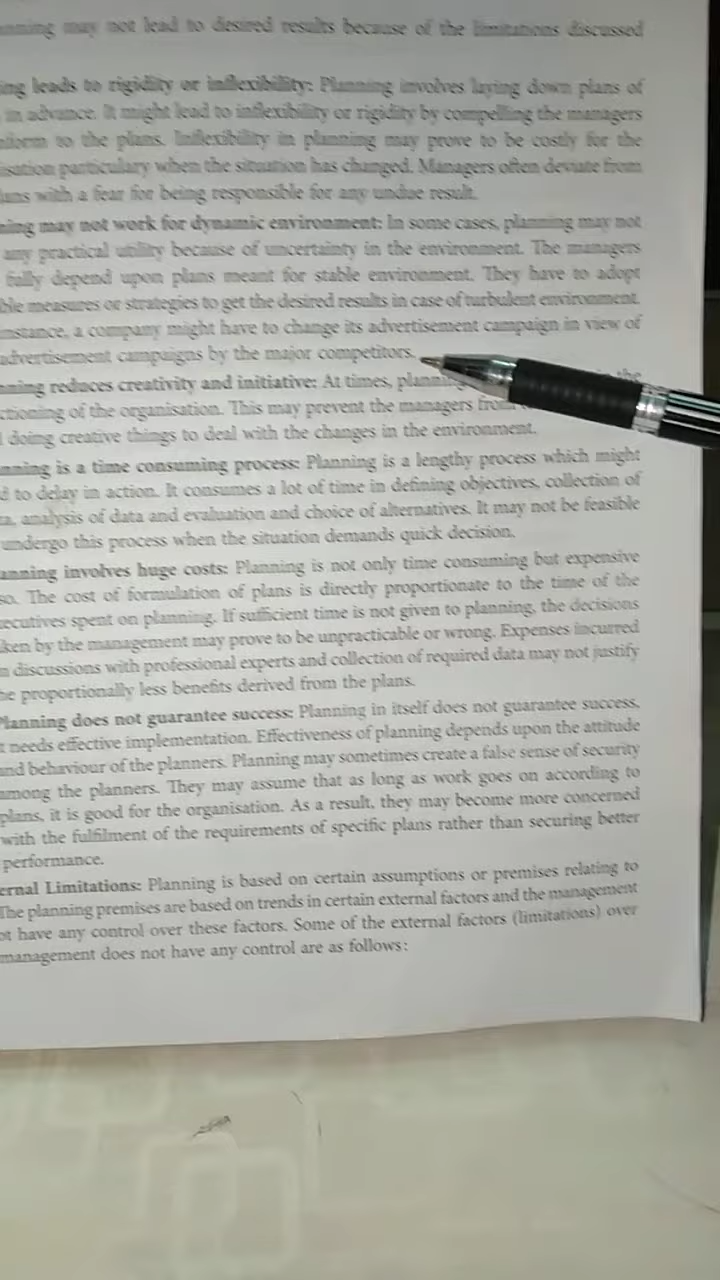 may not lead to desired results because of the limitations discussed
ing leads to rigidity or inflexibility: Planning involves laying down plans of
in advance. It might lead to inflexibility or rigidity by compelling the managers
to the plans. Inflexibility in planning may prove to be costly for the
isation particulary when the situation has changed. Managers often deviate from
with a fear for being responsible for any undue result.
ning may not work for dynamic environment: In some cases, planning may not
any practical utility because of uncertainty in the environment. The managers
fully depend upon plans meant for stable environment. They have to adopt
ble measures or strategies to get the desired results in case of turbulent environment.
instance, a company might have to change its advertisement campaign in view of
advertisement campaigns by the major competitors.
nning reduces creativity and initiative: At times, the
ctioning of the organisation. This may prevent the managers
doing creative things to deal with the changes in the environment.
nning is a time consuming process: Planning is a lengthy process which might
d to delay in action. It consumes a lot of time in defining objectives, collection of
a, analysis of data and evaluation and choice of alternatives. It may not be feasible
undergo this process when the situation demands quick decision.
anning involves huge costs: Planning is not only time consuming but expensive
so. The cost of formulation of plans is directly proportionate to the time of the
ecutives spent on planning. If sufficient time is not given to planning, the decisions
ken by the management may prove to be unpracticable or wrong. Expenses incurred
n discussions with professional experts and collection of required data may not justify
he proportionally less benefits derived from the plans.
Planning does not guarantee success: Planning in itself does not guarantee success.
t needs effective implementation. Effectiveness of planning depends upon the attitude
and behaviour of the planners. Planning may sometimes create a false sense of security
among the planners. They may assume that as long as work goes on according to
plans, it is good for the organisation. As a result, they may become more concerned
with the fulfilment of the requirements of specific plans rather than securing better
performance.
ernal Limitations: Planning is based on certain assumptions or premises relating to
The planning premises are based on trends in certain external factors and the management
ot have any control over these factors. Some of the external factors (limitations) over
management does not have any control are as follows: